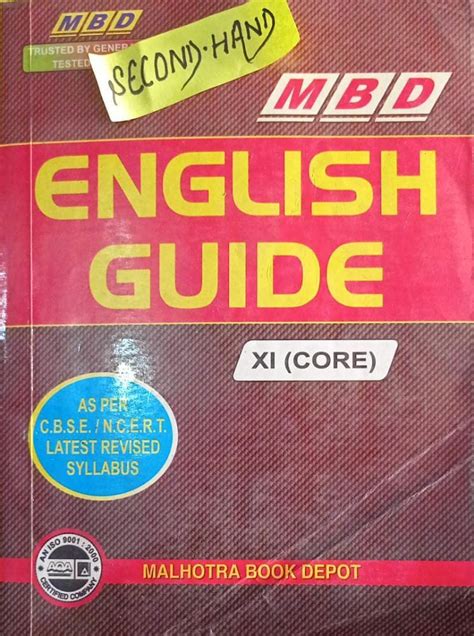 MBD
TRUSTED BY GENER
TESTED
SECOND-HAND
MBD
ENGLISH
GUIDE
XI (CORE)
AS PER
C.B.S.E. / N.C.E.R.T.
LATEST REVISED
SYLLABUS
AN ISO 9001 : 2000
AQA
CERTIFIED COMPANY
MALHOTRA BOOK DEPOT